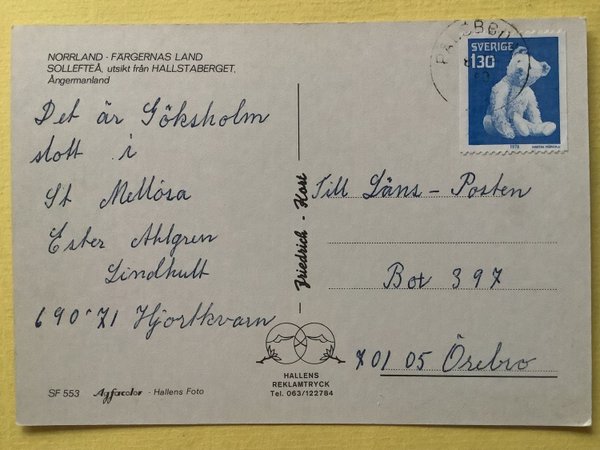 NORRLAND - FÄRGERNAS LAND
SOLLEFTEÅ, utsikt från HALLSTABERGET,
Ångermanland
Det är Göksholm
slott i
St Mellösa
Ester Ahlgren
Lindhult
690 71 Hjortkvarn
SF 553 Agfacolor - Hallens Foto
Friedrich - Kort
HALLENS
REKLAMTRYCK
Tel. 063/122784
SVERIGE
130
1978
Till Läns-Posten
Box 397
701 05 Örebro